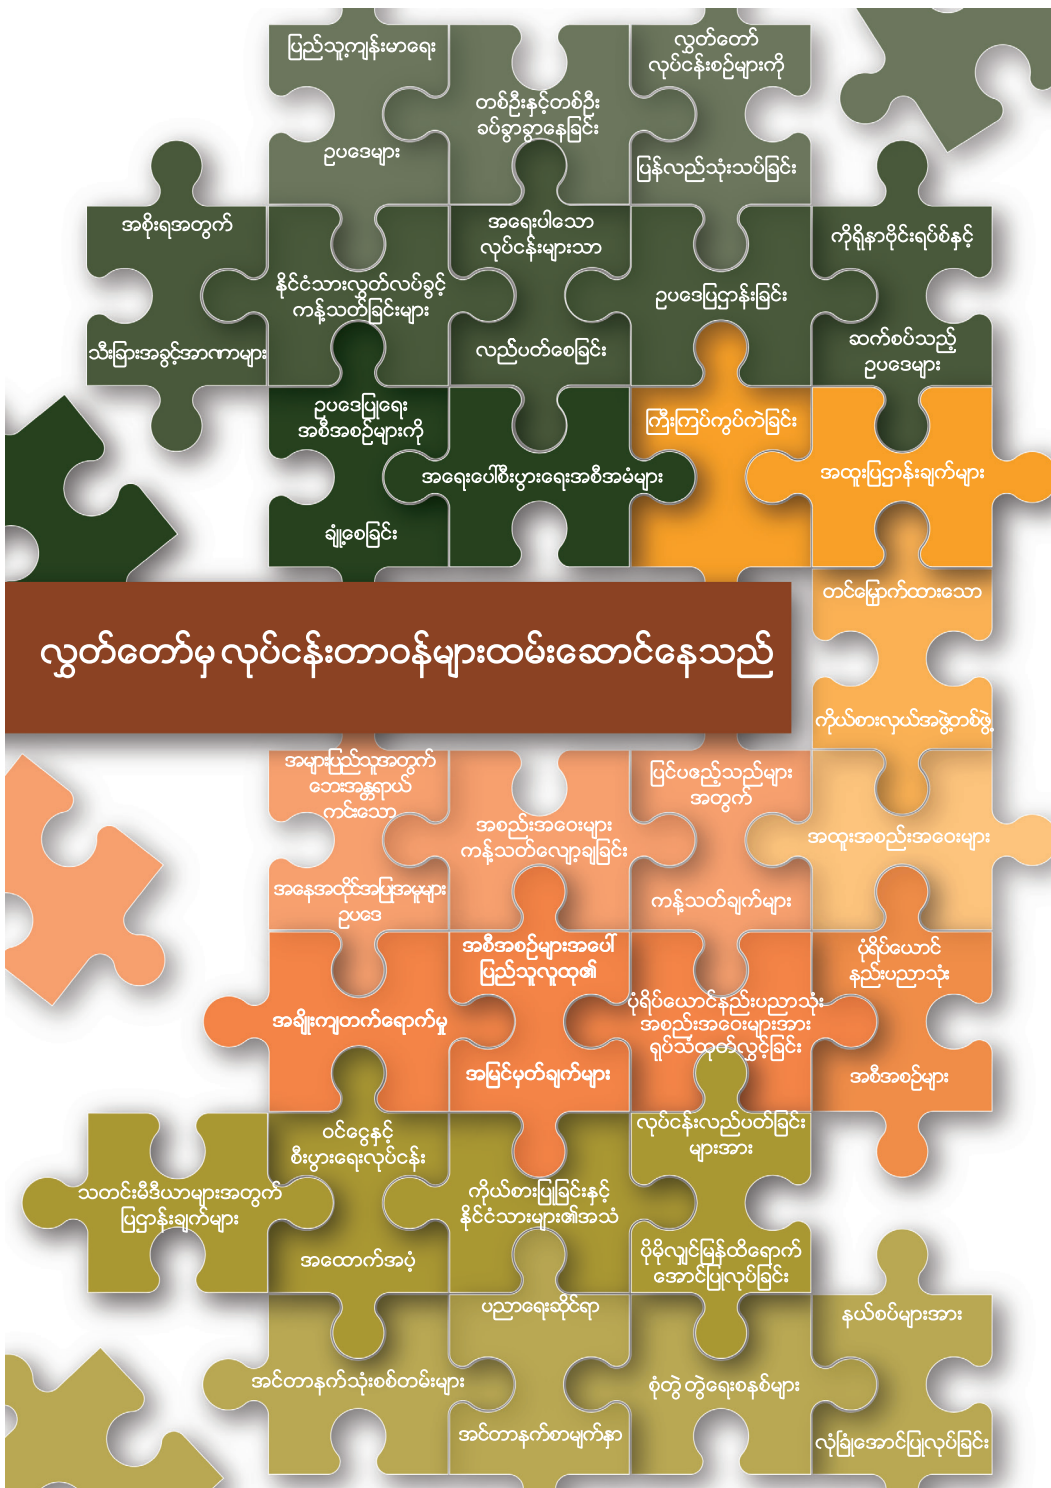 ပြည်သူ့ကျန်းမာရေး
ဥပဒေများ
တစ်ဦးနှင့်တစ်ဦး
ခပ်ခွာခွာနေခြင်း
လွှတ်တော်
လုပ်ငန်းစဉ်များကို
ပြန်လည်သုံးသပ်ခြင်း
အစိုးရအတွက်
သီးခြားအခွင့်အာဏာများ
နိုင်ငံသားလွတ်လပ်ခွင့်
ကန့်သတ်ခြင်းများ
အရေးပါသော
လုပ်ငန်းများသာ
လည်ပတ်စေခြင်း
ဥပဒေပြဌာန်းခြင်း
ကိုရိုနာဗိုင်းရပ်စ်နှင့်
ဆက်စပ်သည့်
ဥပဒေများ
ဥပဒေပြုရေး
အစီအစဉ်များကို
ချုံ့စေခြင်း
အရေးပေါ်စီးပွားရေးအစီအမံများ
ကြီးကြပ်ကွပ်ကဲခြင်း
အထူးပြဌာန်းချက်များ
တင်မြှောက်ထားသော
ကိုယ်စားလှယ်အဖွဲ့တစ်ဖွဲ့
လွှတ်တော်မှ လုပ်ငန်းတာဝန်များထမ်းဆောင်နေသည်
အများပြည်သူအတွက်
ဘေးအန္တရာယ်
ကင်းသော
အနေအထိုင်အပြုအမူများ
ဥပဒေ
အစည်းအဝေးများ
ကန့်သတ်လျော့ချခြင်း
ပြင်ပဧည့်သည်များ
အတွက်
ကန့်သတ်ချက်များ
အထူးအစည်းအဝေးများ
အချိုးကျတက်ရောက်မှု
အစီအစဉ်များအပေါ်
ပြည်သူလူထု၏
အမြင်မှတ်ချက်များ
ပုံရိပ်ယောင်နည်းပညာသုံး
အစည်းအဝေးများအား
ရုပ်သံထုတ်လွှင့်ခြင်း
ပုံရိပ်ယောင်
နည်းပညာသုံး
အစီအစဉ်များ
သတင်းမီဒီယာများအတွက်
ပြဌာန်းချက်များ
ဝင်ငွေနှင့်
စီးပွားရေးလုပ်ငန်း
အထောက်အပံ့
ကိုယ်စားပြုခြင်းနှင့်
နိုင်ငံသားများ၏အသံ
လုပ်ငန်းလည်ပတ်ခြင်း
များအား
ပိုမိုလျှင်မြန်ထိရောက်
အောင်ပြုလုပ်ခြင်း
အင်တာနက်သုံးစစ်တမ်းများ
ပညာရေးဆိုင်ရာ
အင်တာနက်စာမျက်နှာ
စုံတွဲ တွဲရေးစနစ်များ
နယ်စပ်များအား
လုံခြုံအောင်ပြုလုပ်ခြင်း